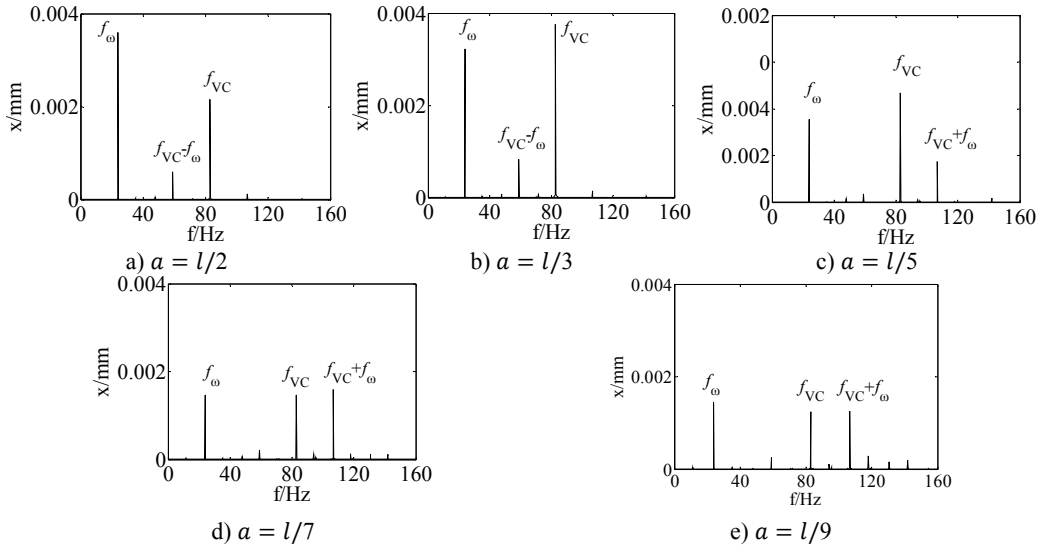 0.004
x/mm
0.002
0
f_ω
f_VC
f_VC-f_ω
0 40 80 120 160
f/Hz
a) a = l/2
0.004
x/mm
0.002
0
f_ω
f_VC
f_VC-f_ω
0 40 80 120 160
f/Hz
b) a = l/3
0.002
0
x/mm
0.004
0.002
0
f_ω
f_VC
f_VC+f_ω
0 40 80 120 160
f/Hz
c) a = l/5
0.004
x/mm
0.002
0
f_ω
f_VC
f_VC+f_ω
0 40 80 120 160
f/Hz
d) a = l/7
0.004
x/mm
0.002
0
f_ω
f_VC
f_VC+f_ω
0 40 80 120 160
f/Hz
e) a = l/9